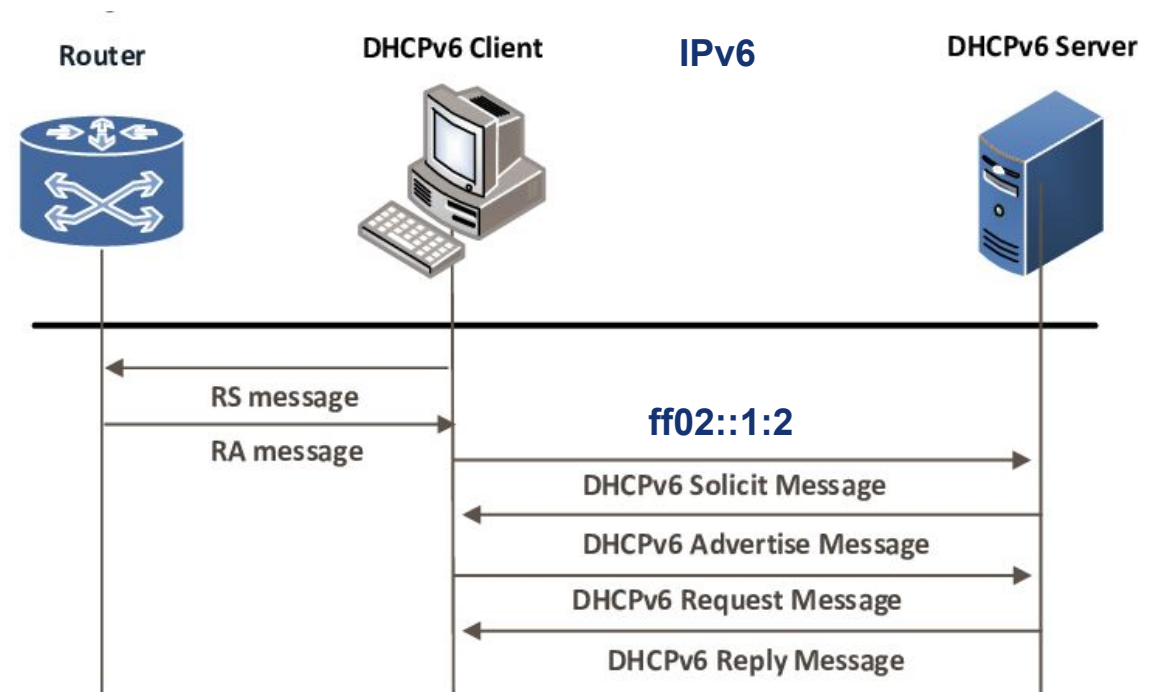 Router
DHCPv6 Client
IPv6
DHCPv6 Server
RS message
RA message
ff02::1:2
DHCPv6 Solicit Message
DHCPv6 Advertise Message
DHCPv6 Request Message
DHCPv6 Reply Message